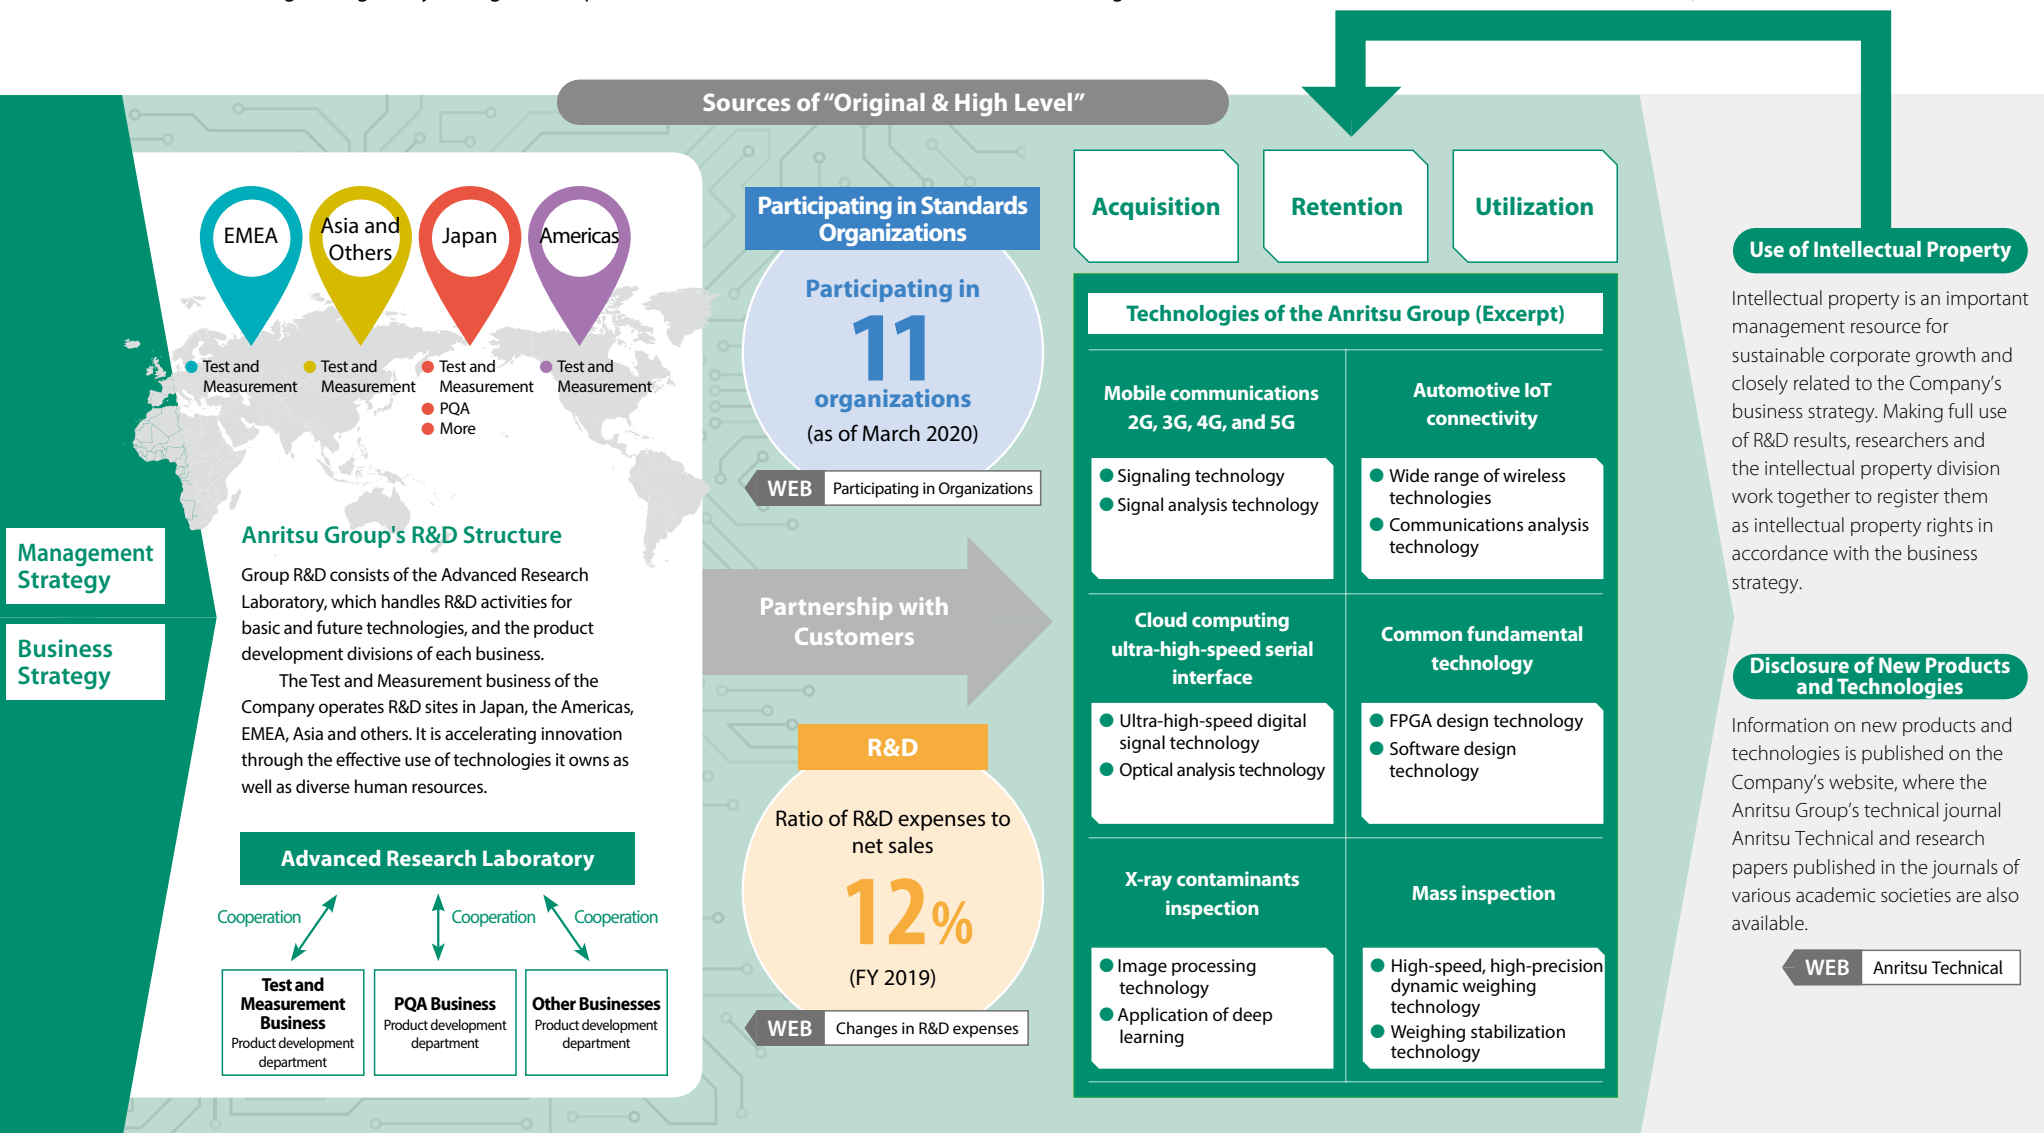 Sources of “Original & High Level”
Management
Strategy
Business
Strategy
EMEA
Asia and
Others
Japan
Americas
Test and
Measurement
Test and
Measurement
Test and
Measurement
PQA
More
Test and
Measurement
Anritsu Group's R&D Structure
Group R&D consists of the Advanced Research
Laboratory, which handles R&D activities for
basic and future technologies, and the product
development divisions of each business.
The Test and Measurement business of the
Company operates R&D sites in Japan, the Americas,
EMEA, Asia and others. It is accelerating innovation
through the effective use of technologies it owns as
well as diverse human resources.
Advanced Research Laboratory
Cooperation
Cooperation
Cooperation
Test and
Measurement
Business
Product development
department
PQA Business
Product development
department
Other Businesses
Product development
department
Participating in Standards
Organizations
Participating in
11
organizations
(as of March 2020)
WEB Participating in Organizations
Partnership with
Customers
R&D
Ratio of R&D expenses to
net sales
12%
(FY 2019)
WEB Changes in R&D expenses
Acquisition
Retention
Utilization
Technologies of the Anritsu Group (Excerpt)
Mobile communications
2G, 3G, 4G, and 5G
Signaling technology
Signal analysis technology
Automotive IoT
connectivity
Wide range of wireless
technologies
Communications analysis
technology
Cloud computing
ultra-high-speed serial
interface
Ultra-high-speed digital
signal technology
Optical analysis technology
Common fundamental
technology
FPGA design technology
Software design
technology
X-ray contaminants
inspection
Image processing
technology
Application of deep
learning
Mass inspection
High-speed, high-precision
dynamic weighing
technology
Weighing stabilization
technology
Use of Intellectual Property
Intellectual property is an important
management resource for
sustainable corporate growth and
closely related to the Company’s
business strategy. Making full use
of R&D results, researchers and
the intellectual property division
work together to register them
as intellectual property rights in
accordance with the business
strategy.
Disclosure of New Products
and Technologies
Information on new products and
technologies is published on the
Company’s website, where the
Anritsu Group’s technical journal
Anritsu Technical and research
papers published in the journals of
various academic societies are also
available.
WEB Anritsu Technical